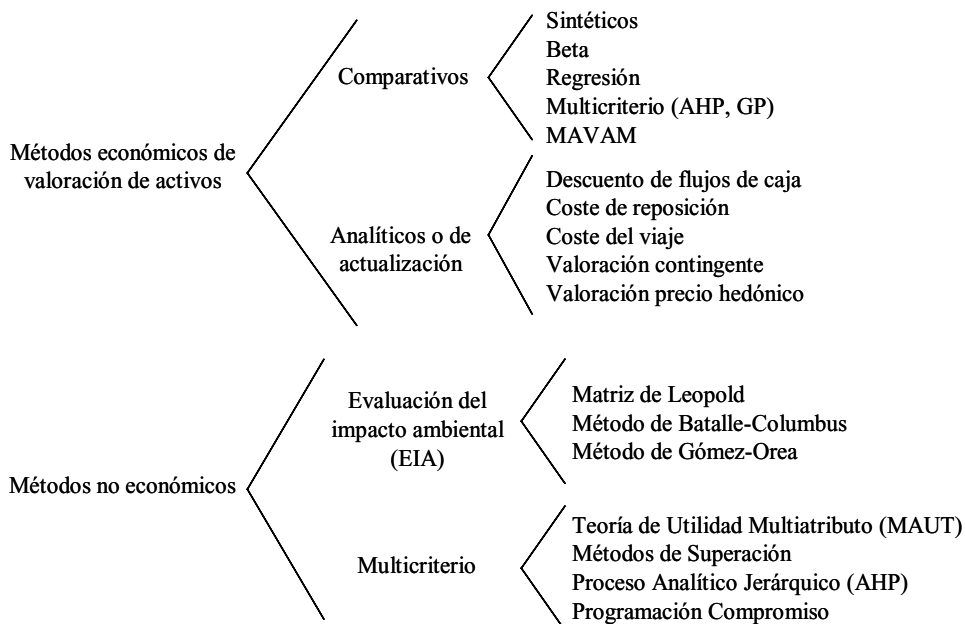 Métodos económicos de
valoración de activos
Comparativos
Sintéticos
Beta
Regresión
Multicriterio (AHP, GP)
MAVAM
Analíticos o de
actualización
Descuento de flujos de caja
Coste de reposición
Coste del viaje
Valoración contingente
Valoración precio hedónico
Métodos no económicos
Evaluación del
impacto ambiental
(EIA)
Matriz de Leopold
Método de Batalle-Columbus
Método de Gómez-Orea
Multicriterio
Teoría de Utilidad Multiatributo (MAUT)
Métodos de Superación
Proceso Analítico Jerárquico (AHP)
Programación Compromiso